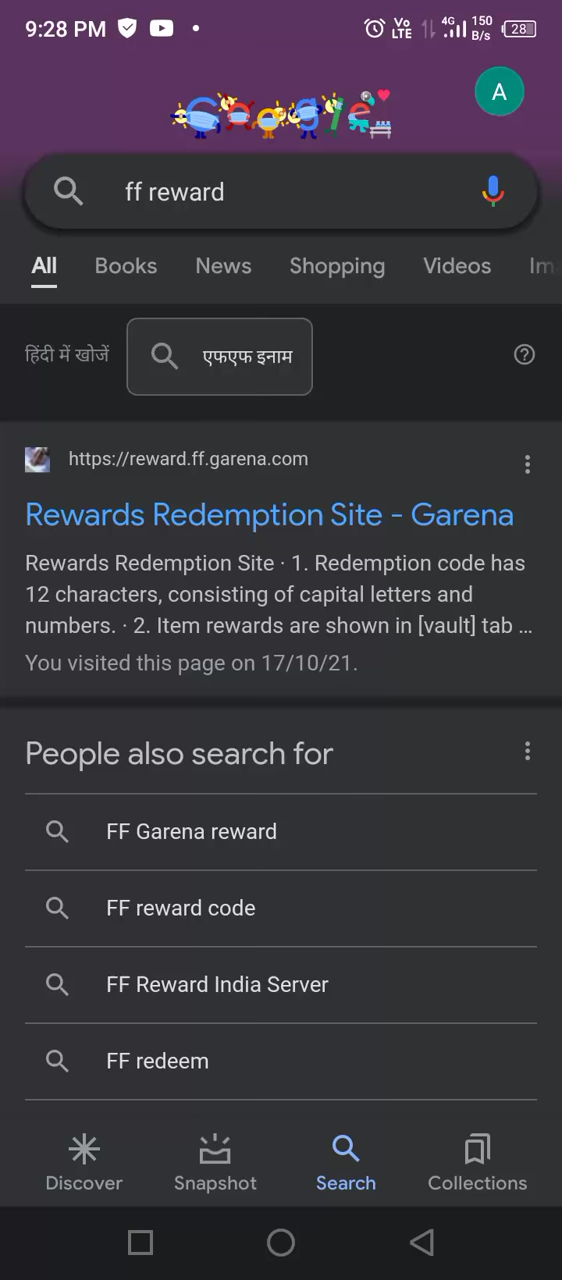 9:28 PM
Vo LTE 4G 150 B/s 28
Google
A
ff reward
All Books News Shopping Videos Im
हिंदी में खोजें एफएफ इनाम
https://reward.ff.garena.com
Rewards Redemption Site - Garena
Rewards Redemption Site · 1. Redemption code has
12 characters, consisting of capital letters and
numbers. · 2. Item rewards are shown in [vault] tab ...
You visited this page on 17/10/21.
People also search for
FF Garena reward
FF reward code
FF Reward India Server
FF redeem
Discover Snapshot Search Collections